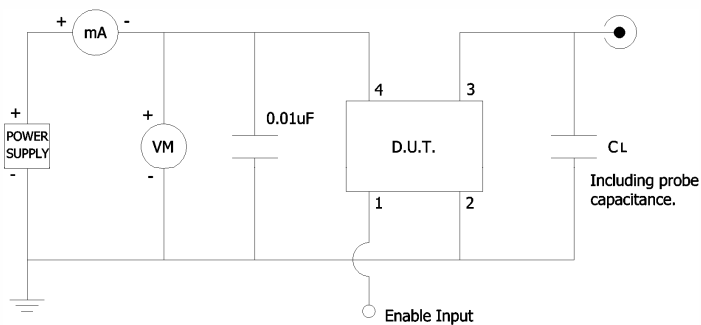 + mA -
+
POWER
SUPPLY
-
+
VM
-
0.01uF
4 3
D.U.T.
1 2
CL
Including probe
capacitance.
Enable Input